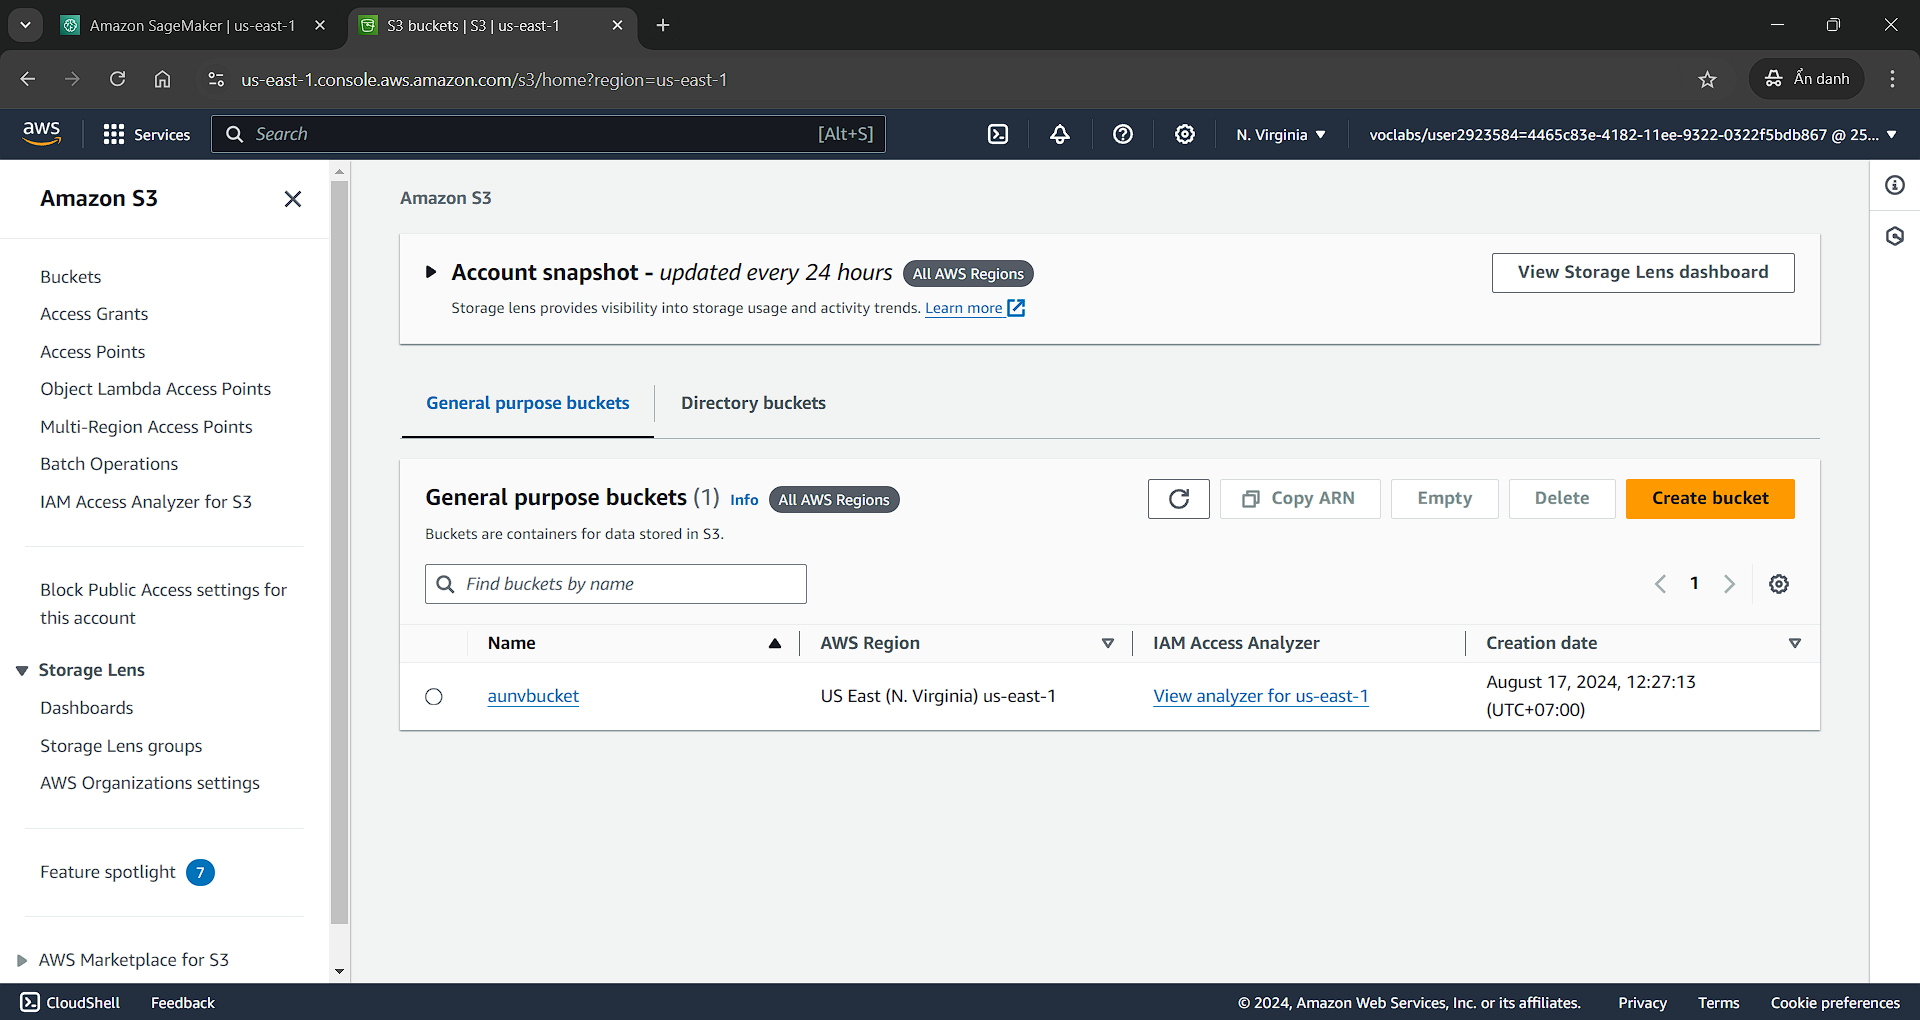 Amazon SageMaker | us-east-1
S3 buckets | S3 | us-east-1
us-east-1.console.aws.amazon.com/s3/home?region=us-east-1
Ẩn danh
aws
Services
Search
[Alt+S]
N. Virginia
voclabs/user2923584=4465c83e-4182-11ee-9322-0322f5bdb867 @ 25...
Amazon S3
Buckets
Access Grants
Access Points
Object Lambda Access Points
Multi-Region Access Points
Batch Operations
IAM Access Analyzer for S3
Block Public Access settings for
this account
Storage Lens
Dashboards
Storage Lens groups
AWS Organizations settings
Feature spotlight 7
AWS Marketplace for S3
Amazon S3
Account snapshot - updated every 24 hours All AWS Regions
Storage lens provides visibility into storage usage and activity trends. Learn more
View Storage Lens dashboard
General purpose buckets
Directory buckets
General purpose buckets (1) Info All AWS Regions
Buckets are containers for data stored in S3.
Copy ARN
Empty
Delete
Create bucket
Find buckets by name
1
Name AWS Region IAM Access Analyzer Creation date
aunvbucket US East (N. Virginia) us-east-1 View analyzer for us-east-1 August 17, 2024, 12:27:13
(UTC+07:00)
CloudShell Feedback © 2024, Amazon Web Services, Inc. or its affiliates. Privacy Terms Cookie preferences